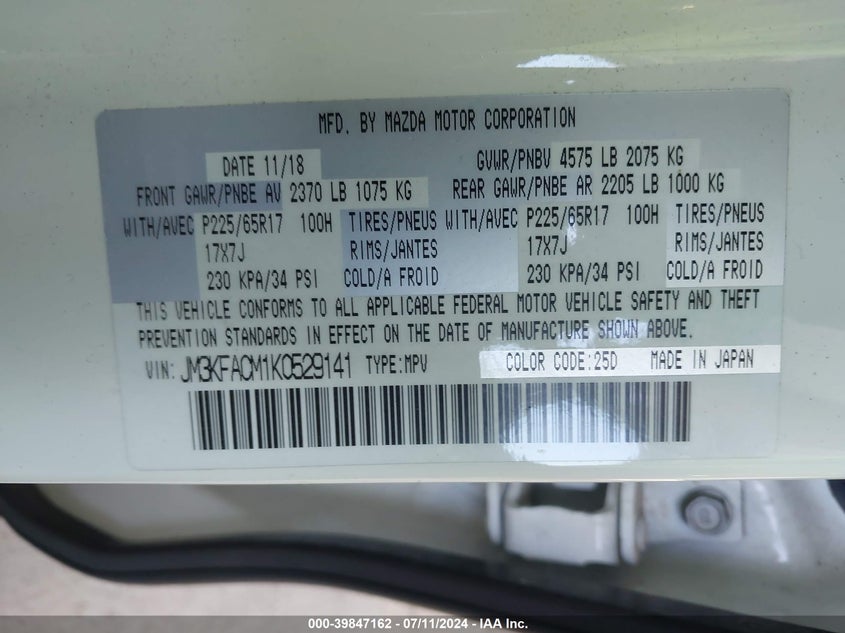 MFD. BY MAZDA MOTOR CORPORATION
DATE 11/18 GVWR/PNBV 4575 LB 2075 KG
FRONT GAWR/PNBE AV 2370 LB 1075 KG REAR GAWR/PNBE AR 2205 LB 1000 KG
WITH/AVEC P225/65R17 100H TIRES/PNEUS WITH/AVEC P225/65R17 100H TIRES/PNEUS
17X7J RIMS/JANTES 17X7J RIMS/JANTES
230 KPA/34 PSI COLD/A FROID 230 KPA/34 PSI COLD/A FROID
THIS VEHICLE CONFORMS TO ALL APPLICABLE FEDERAL MOTOR VEHICLE SAFETY AND THEFT
PREVENTION STANDARDS IN EFFECT ON THE DATE OF MANUFACTURE SHOWN ABOVE.
VIN: JM3KFACM1K0529141 TYPE:MPV COLOR CODE:25D MADE IN JAPAN
000-39847162 - 07/11/2024 - IAA Inc.